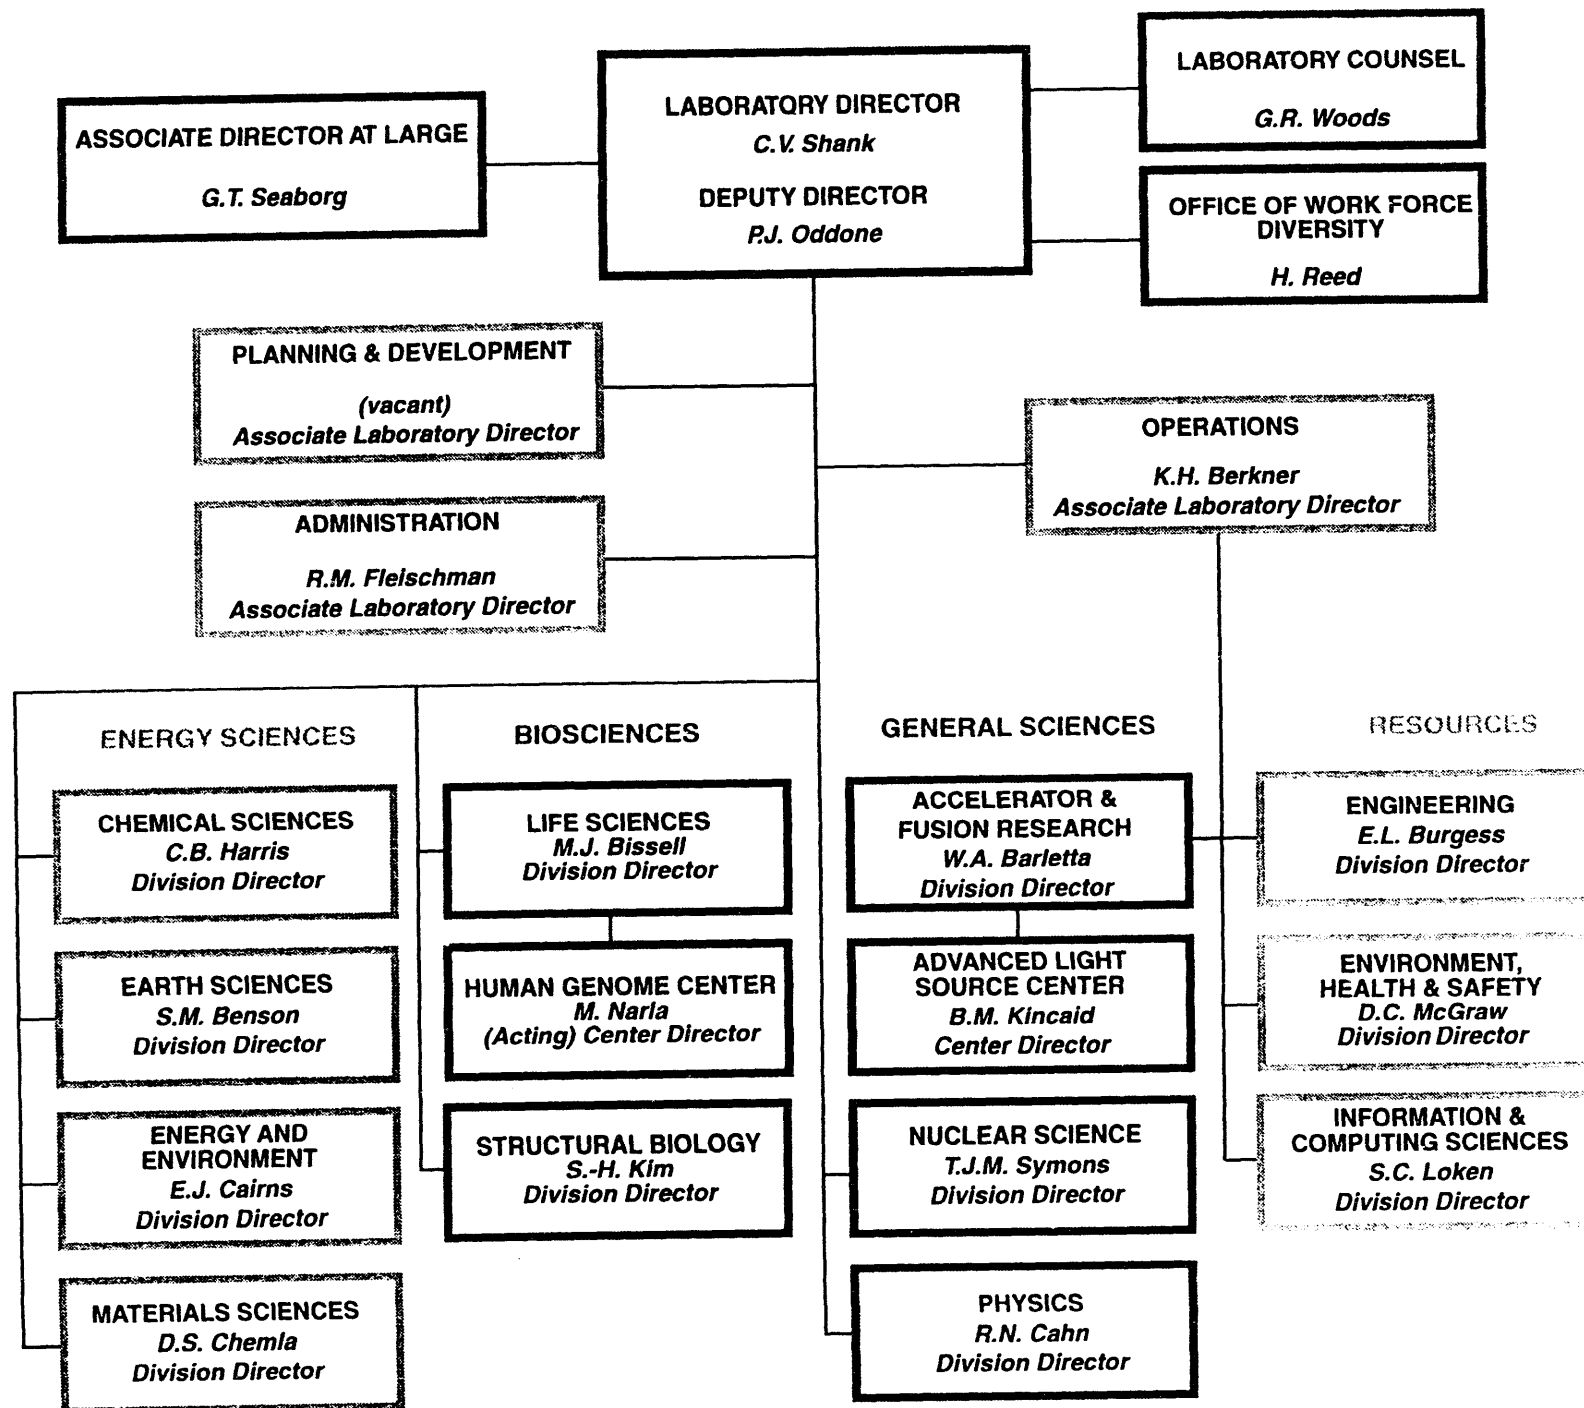 LABORATORY COUNSEL
G.R. Woods
LABORATORY DIRECTOR
C.V. Shank
DEPUTY DIRECTOR
P.J. Oddone
ASSOCIATE DIRECTOR AT LARGE
G.T. Seaborg
OFFICE OF WORK FORCE
DIVERSITY
H. Reed
PLANNING & DEVELOPMENT
(vacant)
Associate Laboratory Director
OPERATIONS
K.H. Berkner
Associate Laboratory Director
ADMINISTRATION
R.M. Fleischman
Associate Laboratory Director
ENERGY SCIENCES
CHEMICAL SCIENCES
C.B. Harris
Division Director
EARTH SCIENCES
S.M. Benson
Division Director
ENERGY AND
ENVIRONMENT
E.J. Cairns
Division Director
MATERIALS SCIENCES
D.S. Chemla
Division Director
BIOSCIENCES
LIFE SCIENCES
M.J. Bissell
Division Director
HUMAN GENOME CENTER
M. Narla
(Acting) Center Director
STRUCTURAL BIOLOGY
S.-H. Kim
Division Director
GENERAL SCIENCES
ACCELERATOR &
FUSION RESEARCH
W.A. Barletta
Division Director
ADVANCED LIGHT
SOURCE CENTER
B.M. Kincaid
Center Director
NUCLEAR SCIENCE
T.J.M. Symons
Division Director
PHYSICS
R.N. Cahn
Division Director
RESOURCES
ENGINEERING
E.L. Burgess
Division Director
ENVIRONMENT,
HEALTH & SAFETY
D.C. McGraw
Division Director
INFORMATION &
COMPUTING SCIENCES
S.C. Loken
Division Director